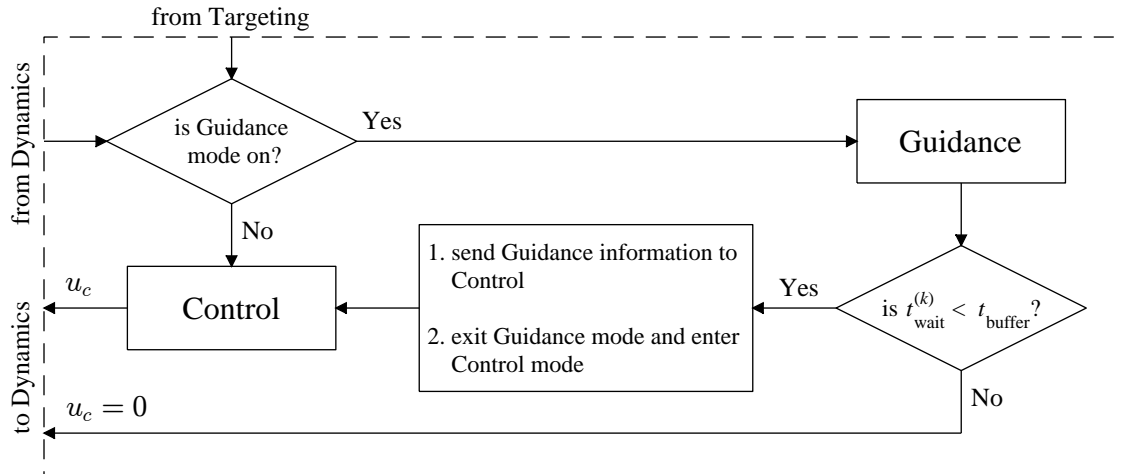 from Targeting
from Dynamics
is Guidance
mode on?
Yes
Guidance
No
1. send Guidance information to
Control
2. exit Guidance mode and enter
Control mode
Yes
is t_wait^(k) < t_buffer?
Control
u_c
to Dynamics
No
u_c = 0